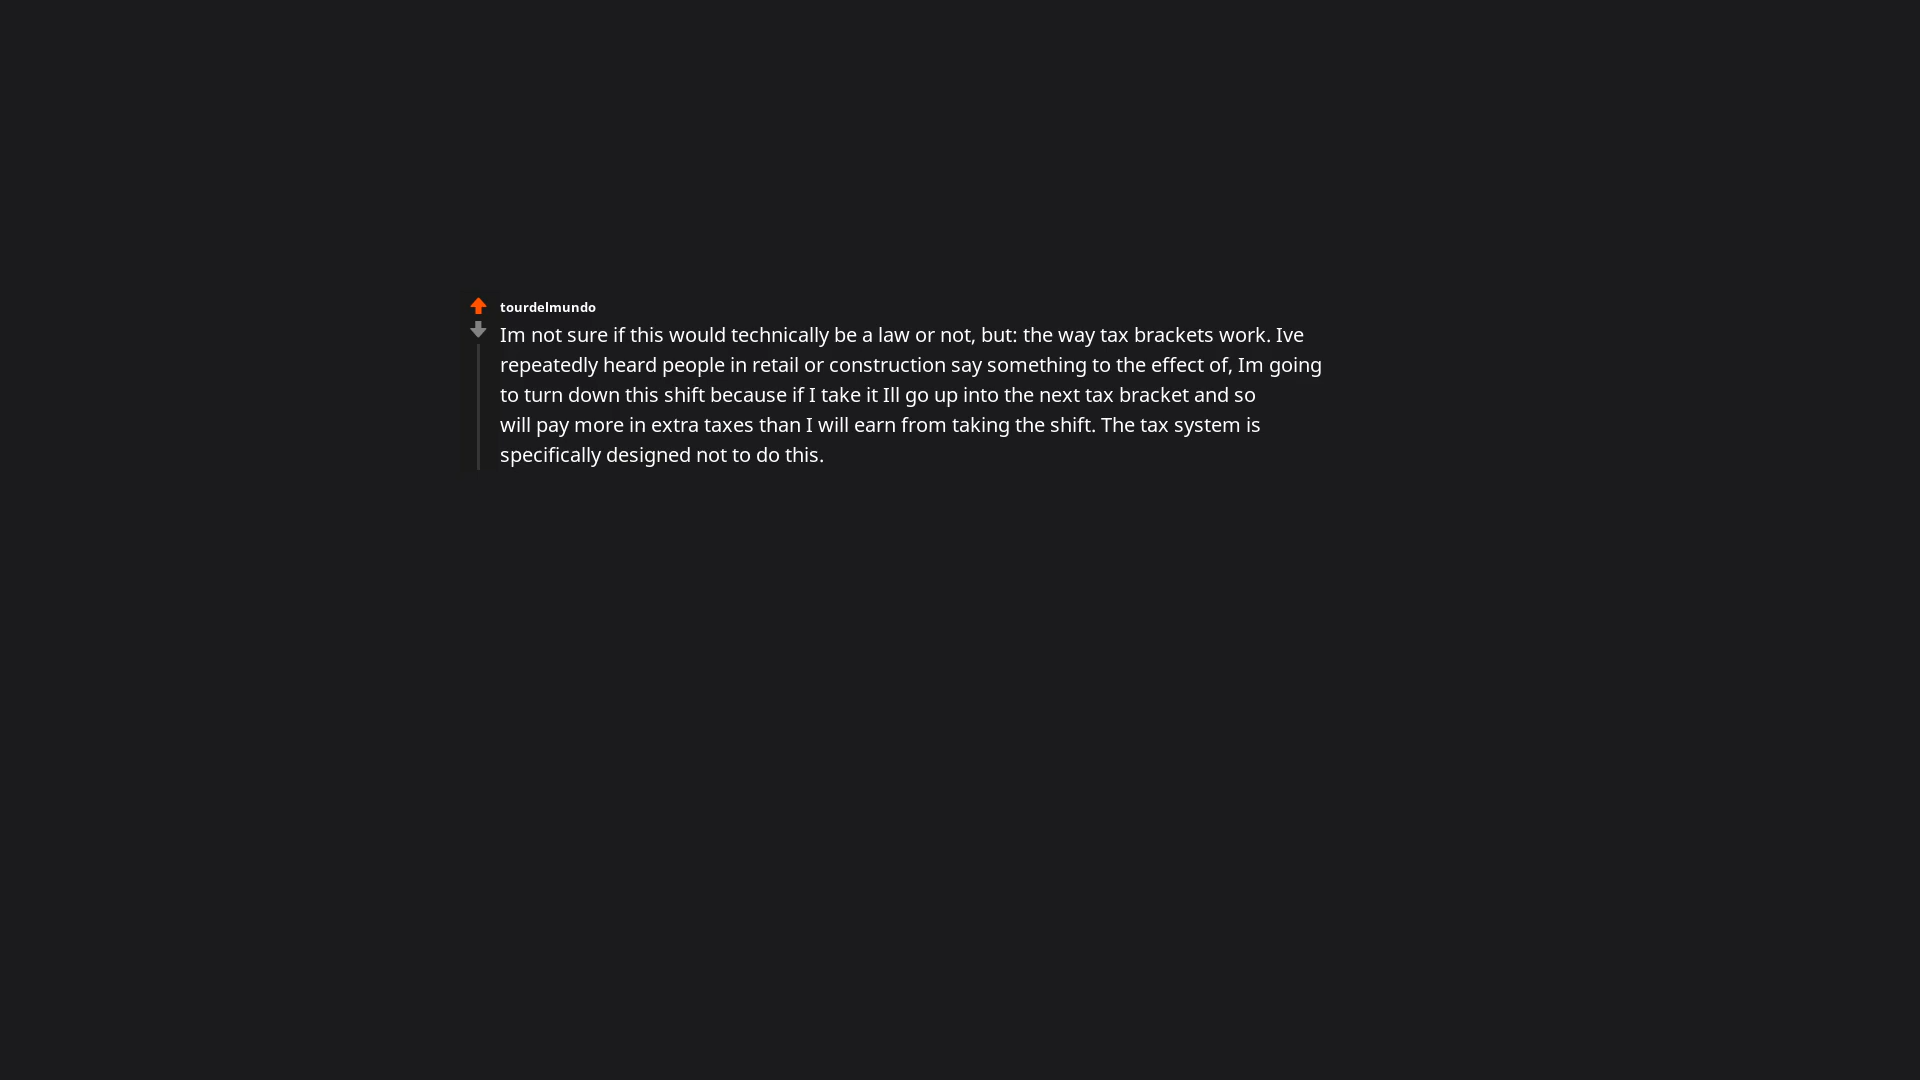 tourdelmundo
Im not sure if this would technically be a law or not, but: the way tax brackets work. Ive
repeatedly heard people in retail or construction say something to the effect of, Im going
to turn down this shift because if I take it Ill go up into the next tax bracket and so
will pay more in extra taxes than I will earn from taking the shift. The tax system is
specifically designed not to do this.